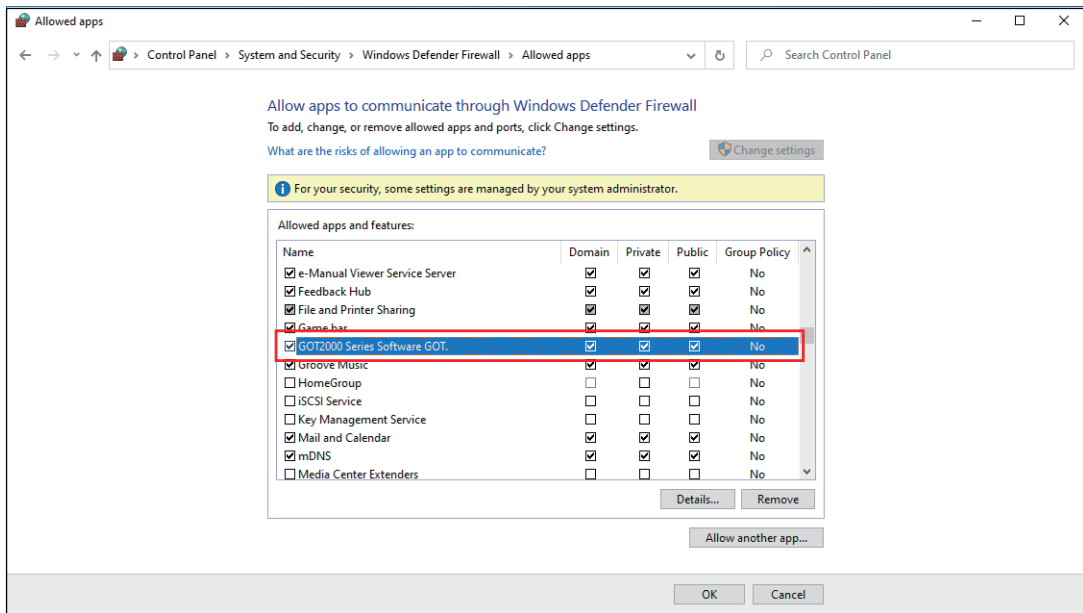 Allowed apps
Control Panel > System and Security > Windows Defender Firewall > Allowed apps
Search Control Panel
Allow apps to communicate through Windows Defender Firewall
To add, change, or remove allowed apps and ports, click Change settings.
What are the risks of allowing an app to communicate?
Change settings
For your security, some settings are managed by your system administrator.
Allowed apps and features:
Name Domain Private Public Group Policy
e-Manual Viewer Service Server No
Feedback Hub No
File and Printer Sharing No
Game bar No
GOT2000 Series Software GOT. No
Groove Music No
HomeGroup No
iSCSI Service No
Key Management Service No
Mail and Calendar No
mDNS No
Media Center Extenders No
Details... Remove
Allow another app...
OK Cancel